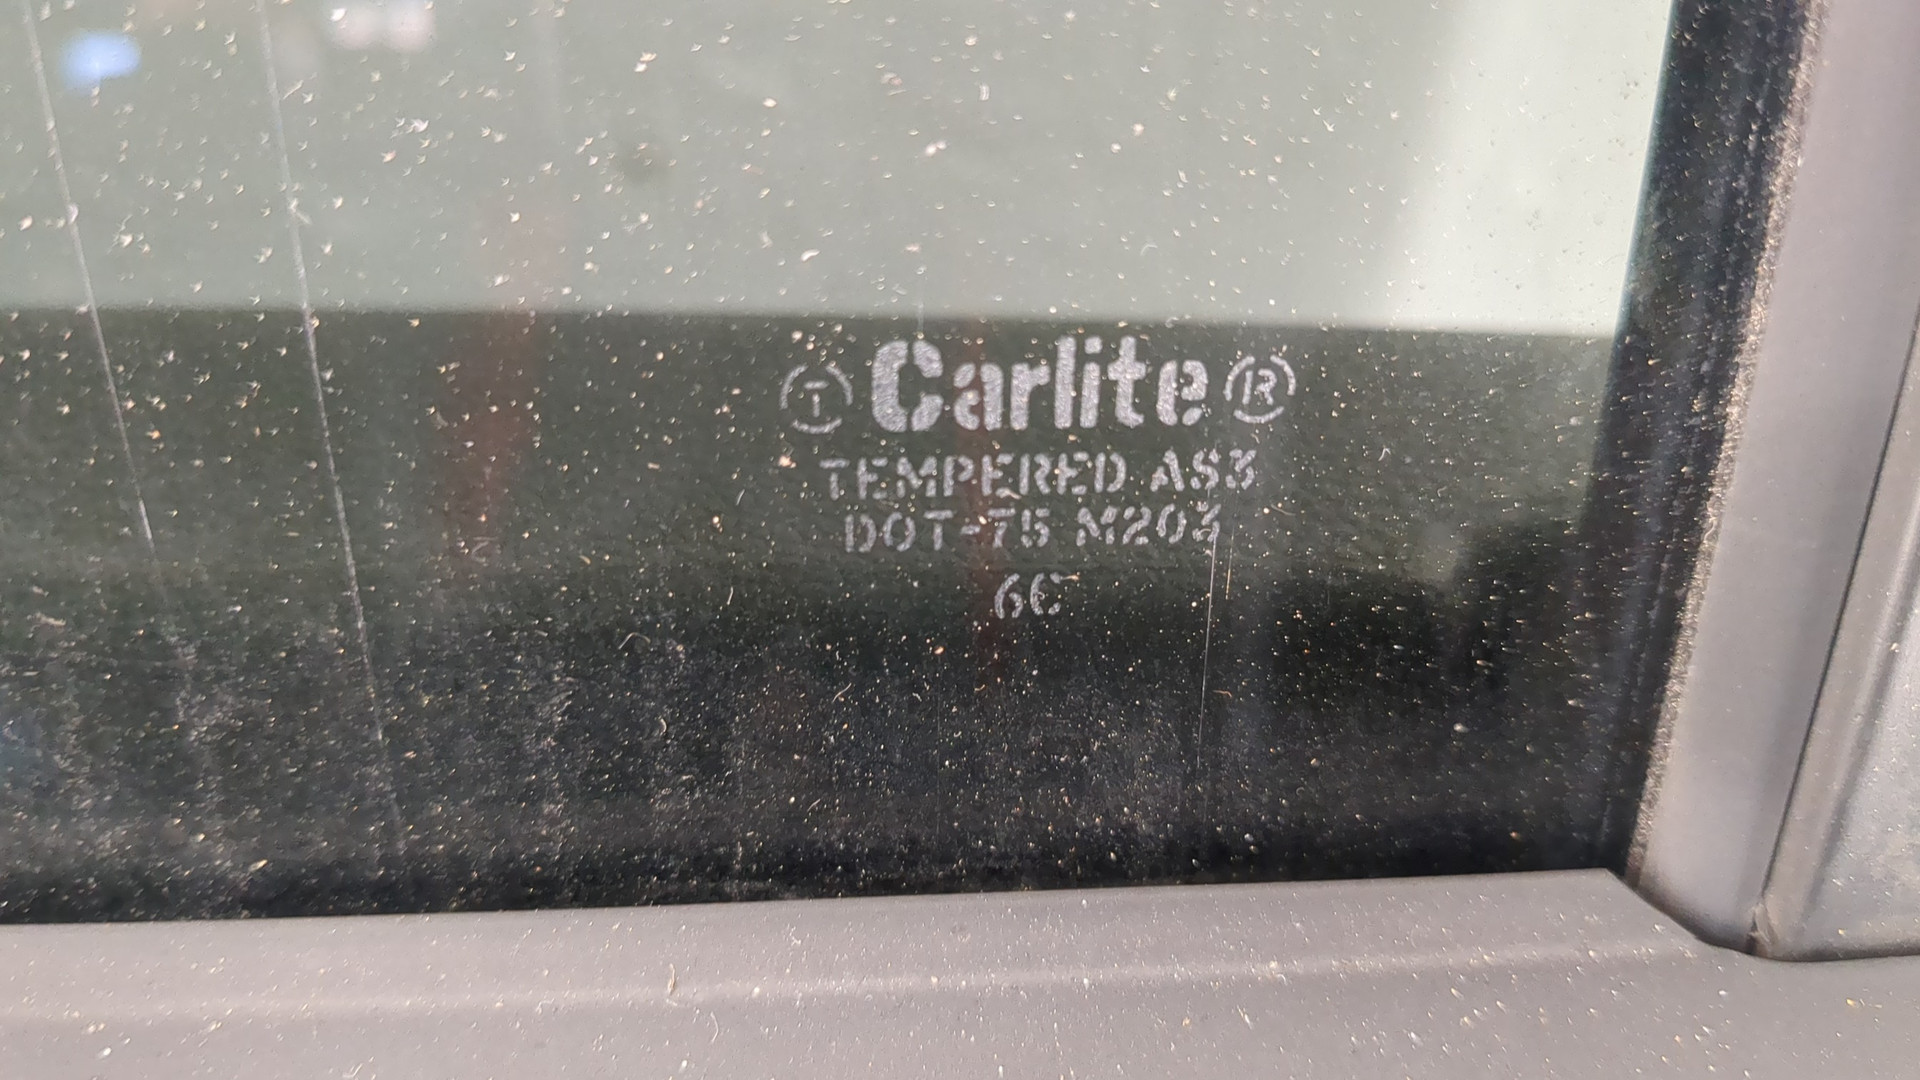 T Carlite R
TEMPERED AS3
DOT-75 M203
6C